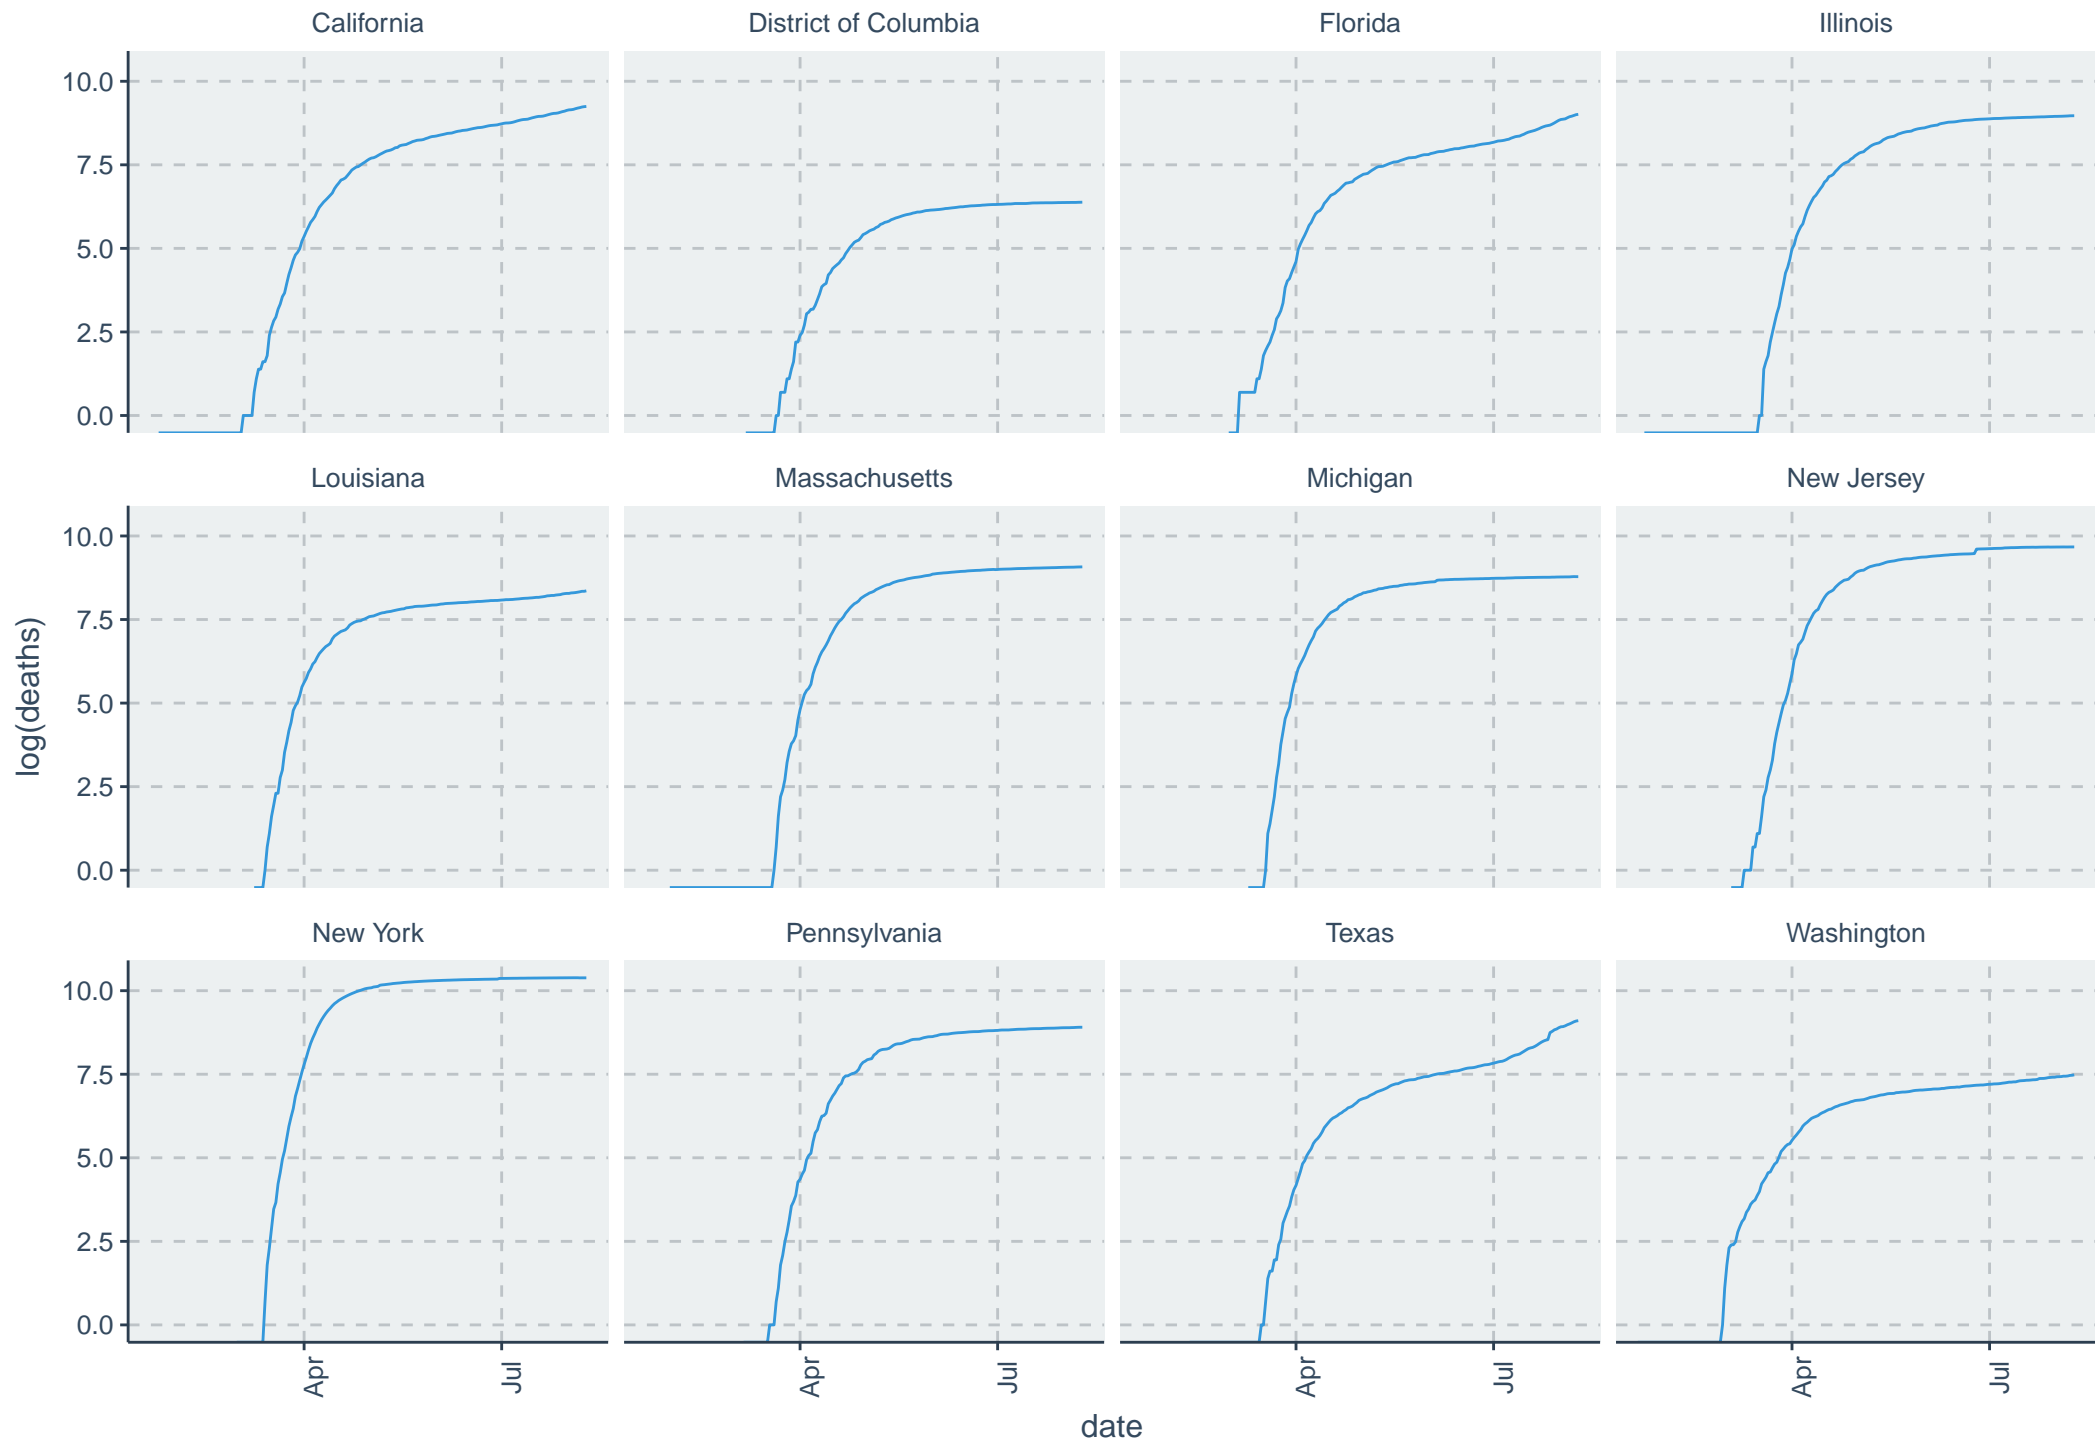 California
District of Columbia
Florida
Illinois
10.0
7.5
5.0
2.5
0.0
Louisiana
Massachusetts
Michigan
New Jersey
10.0
7.5
5.0
2.5
0.0
log(deaths)
New York
Pennsylvania
Texas
Washington
10.0
7.5
5.0
2.5
0.0
Apr
Jul
Apr
Jul
Apr
Jul
Apr
Jul
date